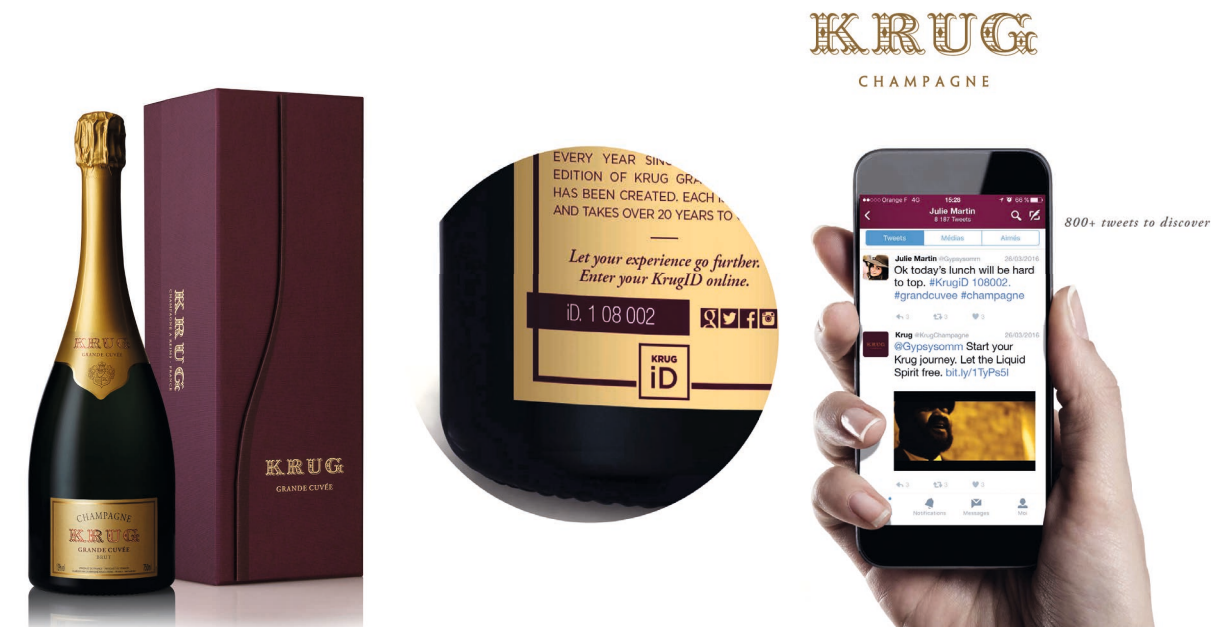 KRUG
CHAMPAGNE
KRUG
GRANDE CUVÉE
CHAMPAGNE
KRUG
GRANDE CUVÉE
BRUT
KRUG
KRUG
GRANDE CUVÉE
EVERY YEAR
EDITION OF KRUG
HAS BEEN CREATED. EACH
AND TAKES OVER 20 YEARS TO
Let your experience go further.
Enter your KrugID online.
iD. 1 08 002
KRUG
iD
Orange F 4G 15:28 66 %
Julie Martin
8 187 Tweets
Tweets Médias Aimés
Julie Martin @Gypsysomm 26/03/2016
Ok today's lunch will be hard
to top. #KrugiD 108002.
#grandcuvee #champagne
Krug @KrugChampagne 26/03/2016
@Gypsysomm Start your
Krug journey. Let the Liquid
Spirit free. bit.ly/1TyPs5I
Notifications Messages Moi
800+ tweets to discover